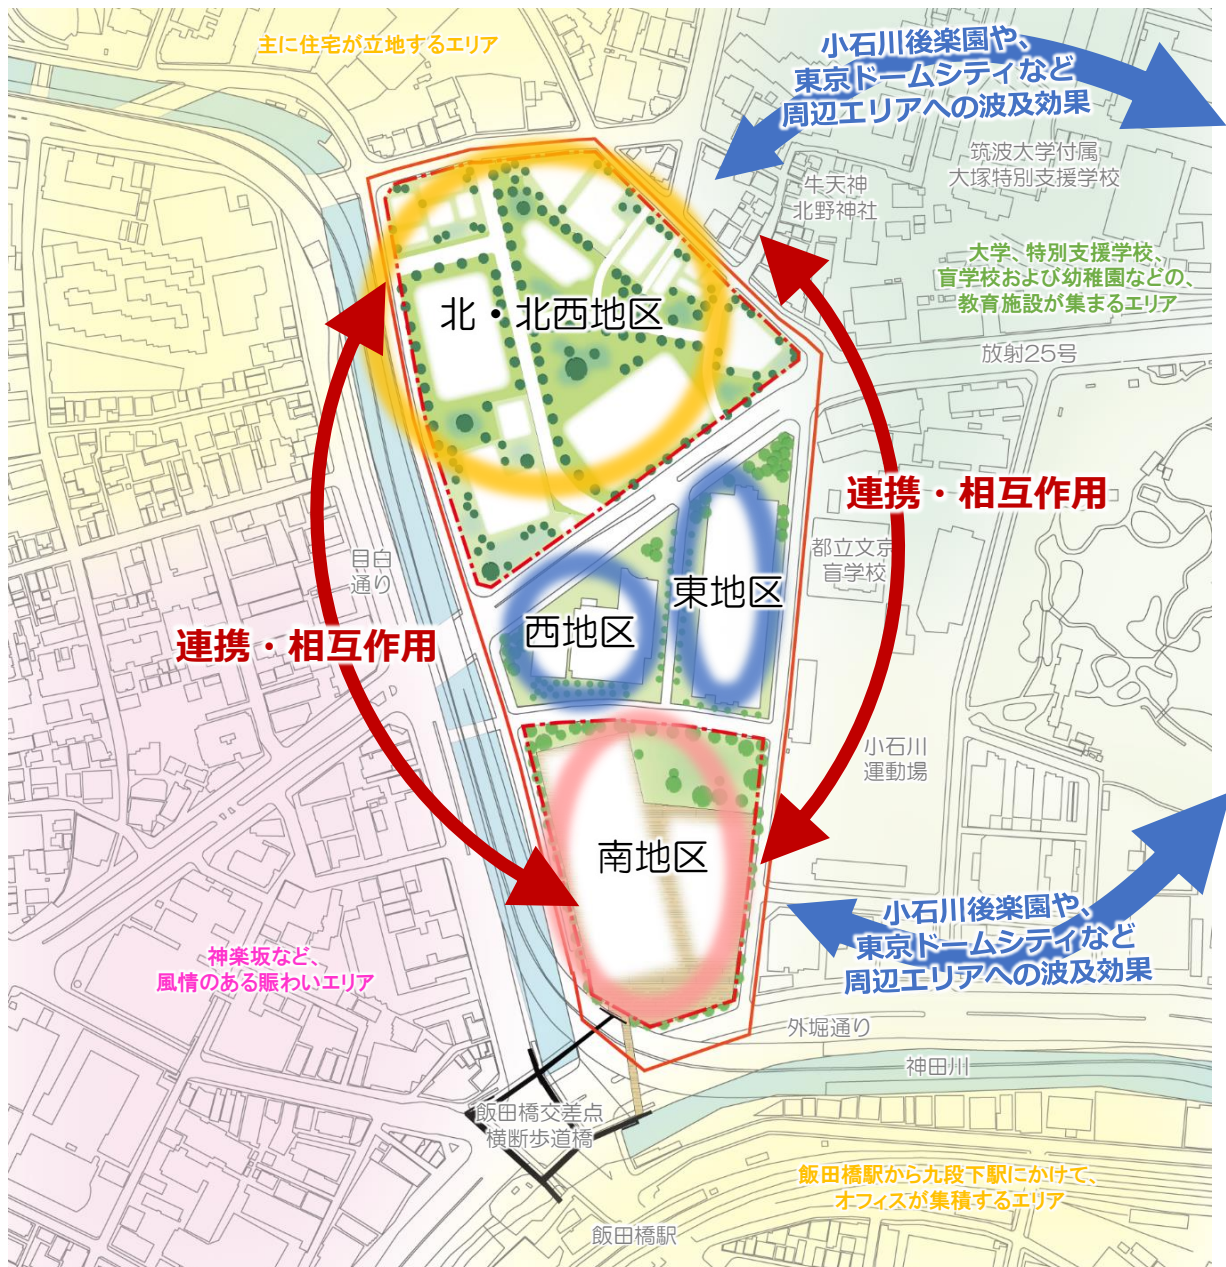 主に住宅が立地するエリア
小石川後楽園や、
東京ドームシティなど
周辺エリアへの波及効果
筑波大学付属
大塚特別支援学校
牛天神
北野神社
大学、特別支援学校、
盲学校および幼稚園などの、
教育施設が集まるエリア
北・北西地区
放射25号
連携・相互作用
都立文京
盲学校
目白
通り
東地区
西地区
連携・相互作用
小石川
運動場
南地区
小石川後楽園や、
東京ドームシティなど
周辺エリアへの波及効果
神楽坂など、
風情のある賑わいエリア
外堀通り
神田川
飯田橋交差点
横断歩道橋
飯田橋駅から九段下駅にかけて、
オフィスが集積するエリア
飯田橋駅